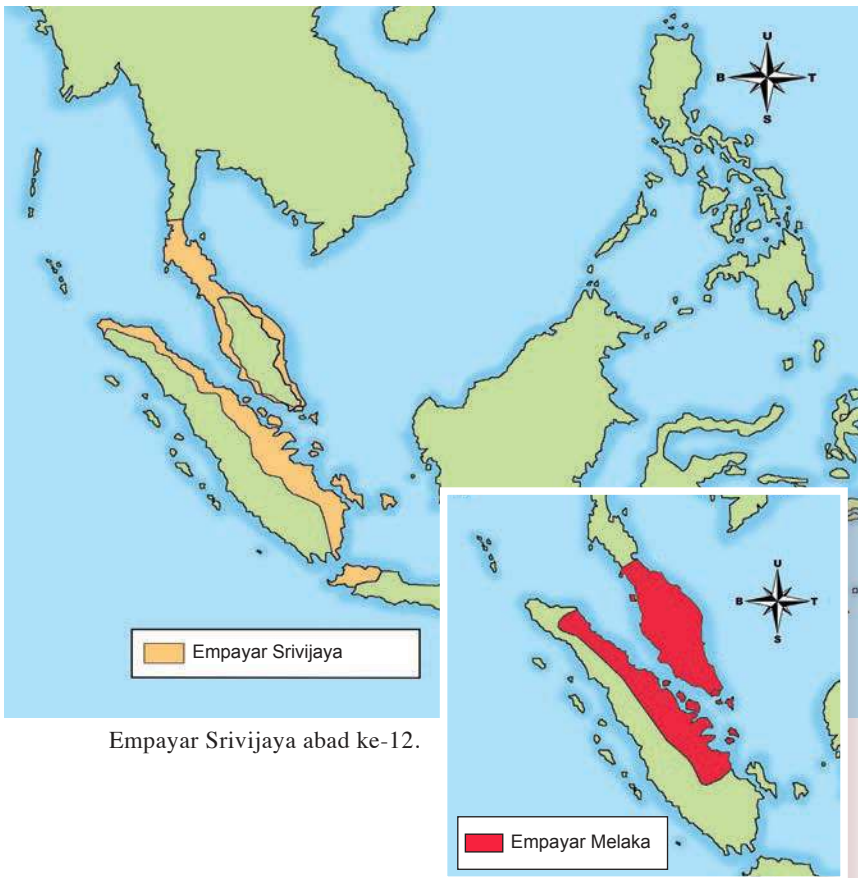 U
B T
S
Empayar Srivijaya
Empayar Srivijaya abad ke-12.
U
B T
S
Empayar Melaka